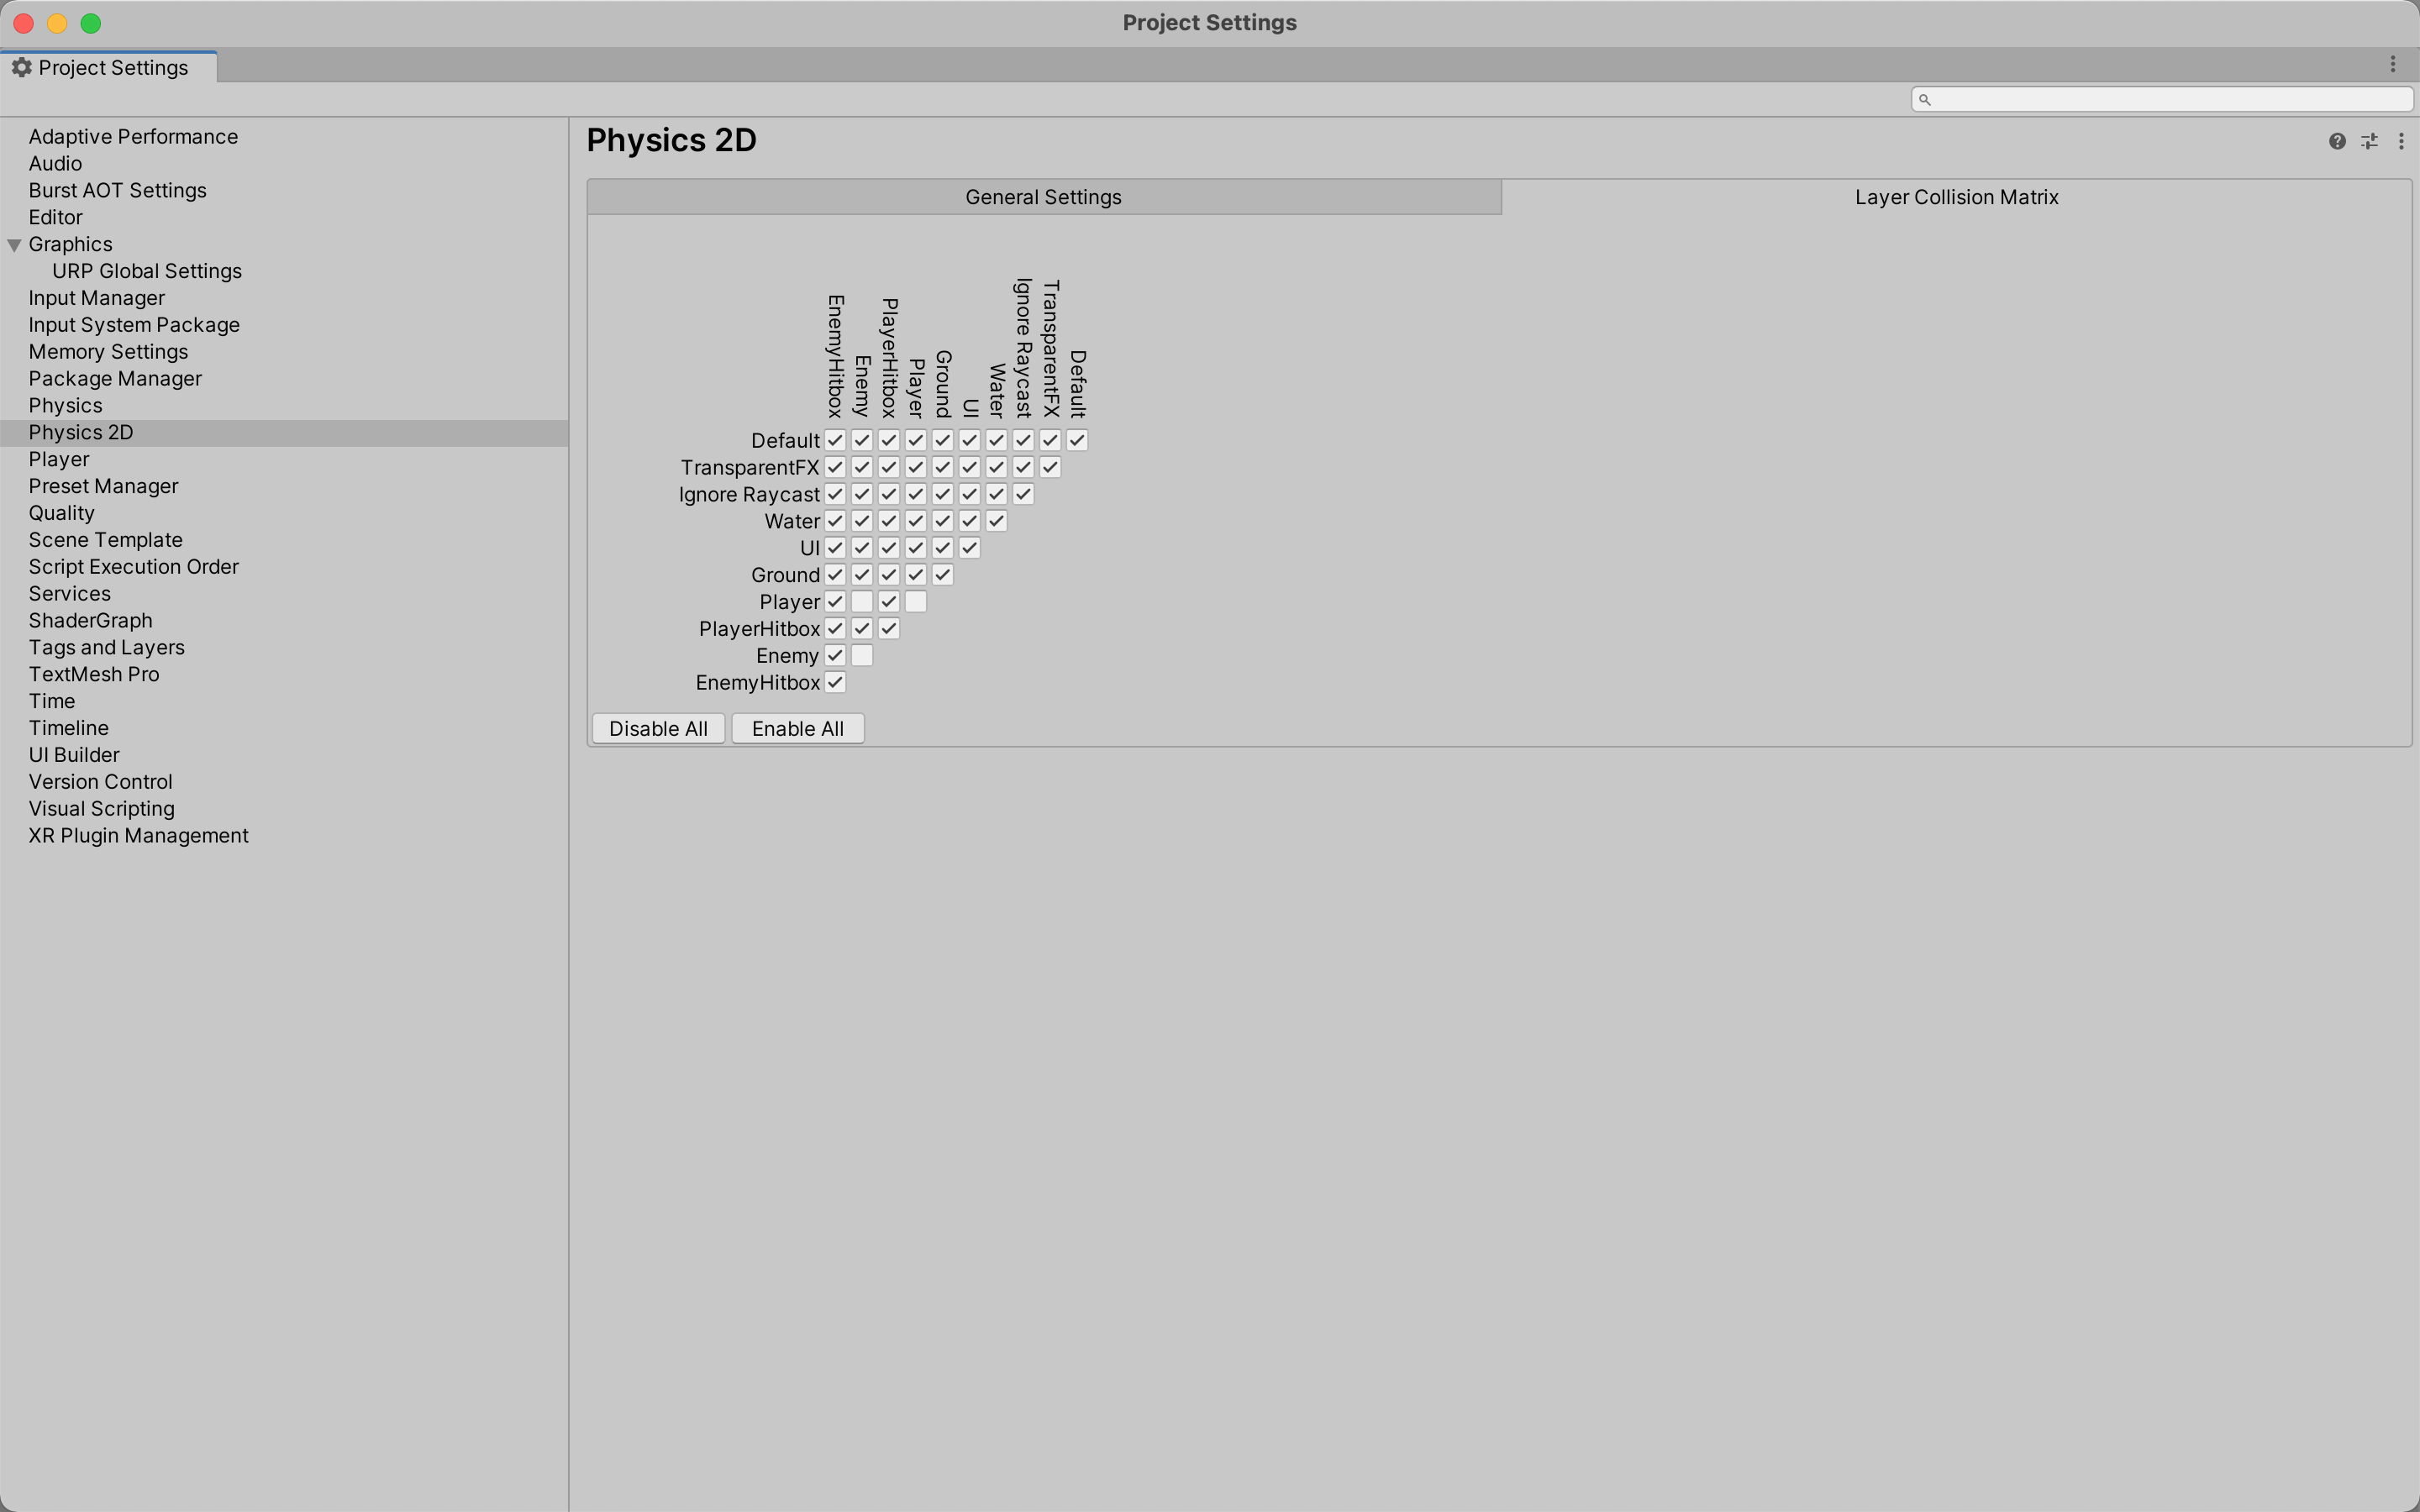 Project Settings
Project Settings
Adaptive Performance
Audio
Burst AOT Settings
Editor
Graphics
URP Global Settings
Input Manager
Input System Package
Memory Settings
Package Manager
Physics
Physics 2D
Player
Preset Manager
Quality
Scene Template
Script Execution Order
Services
ShaderGraph
Tags and Layers
TextMesh Pro
Time
Timeline
UI Builder
Version Control
Visual Scripting
XR Plugin Management
Physics 2D
General Settings
Layer Collision Matrix
EnemyHitbox
Enemy
PlayerHitbox
Player
Ground
UI
Water
Ignore Raycast
TransparentFX
Default
Default
TransparentFX
Ignore Raycast
Water
UI
Ground
Player
PlayerHitbox
Enemy
EnemyHitbox
Disable All
Enable All